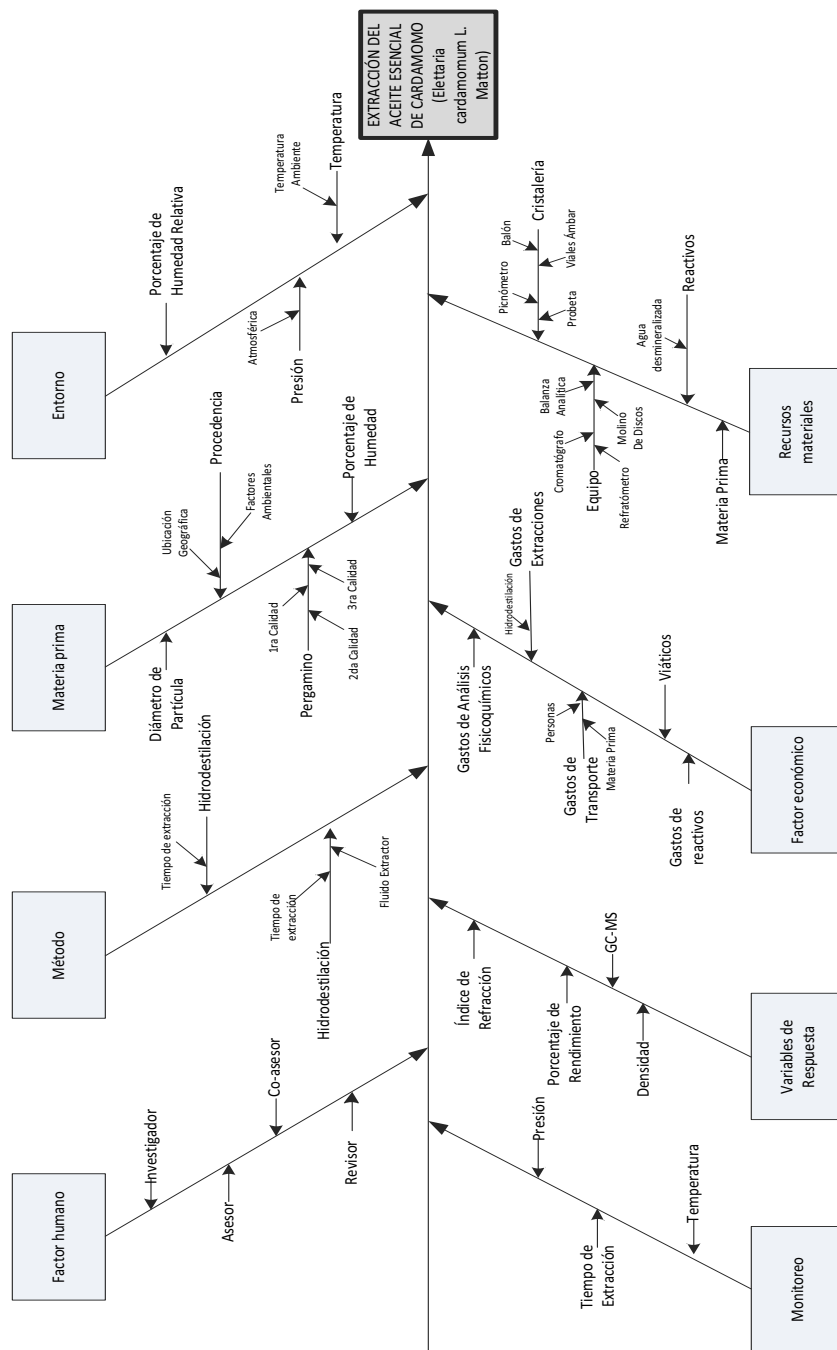 Factor humano
Investigador
Asesor
Co-asesor
Revisor
Método
Tiempo de extracción
Hidrodestilación
Tiempo de
extracción
Hidrodestilación
Fluido Extractor
Materia prima
Diámetro de
Partícula
Ubicación
Geográfica
Procedencia
Factores
Ambientales
1ra Calidad
Pergamino
2da Calidad
3ra Calidad
Porcentaje de
Humedad
Entorno
Porcentaje de
Humedad Relativa
Atmosférica
Presión
Temperatura
Ambiente
Temperatura
EXTRACCIÓN DEL
ACEITE ESENCIAL
DE CARDAMOMO
(Elettaria
cardamomum L.
Matton)
Presión
Tiempo de
Extracción
Temperatura
Monitoreo
Índice de
Refracción
Porcentaje de
Rendimiento
GC-MS
Densidad
Variables de
Respuesta
Gastos de Análisis
Fisicoquímicos
Hidrodestilación
Gastos de
Extracciones
Personas
Gastos de
Transporte
Materia Prima
Viáticos
Gastos de
reactivos
Factor económico
Picnómetro
Balón
Cristalería
Probeta
Viales Ámbar
Cromatógrafo
Balanza
Analítica
Equipo
Refratómetro
Molino
De Discos
Agua
desmineralizada
Reactivos
Materia Prima
Recursos
materiales